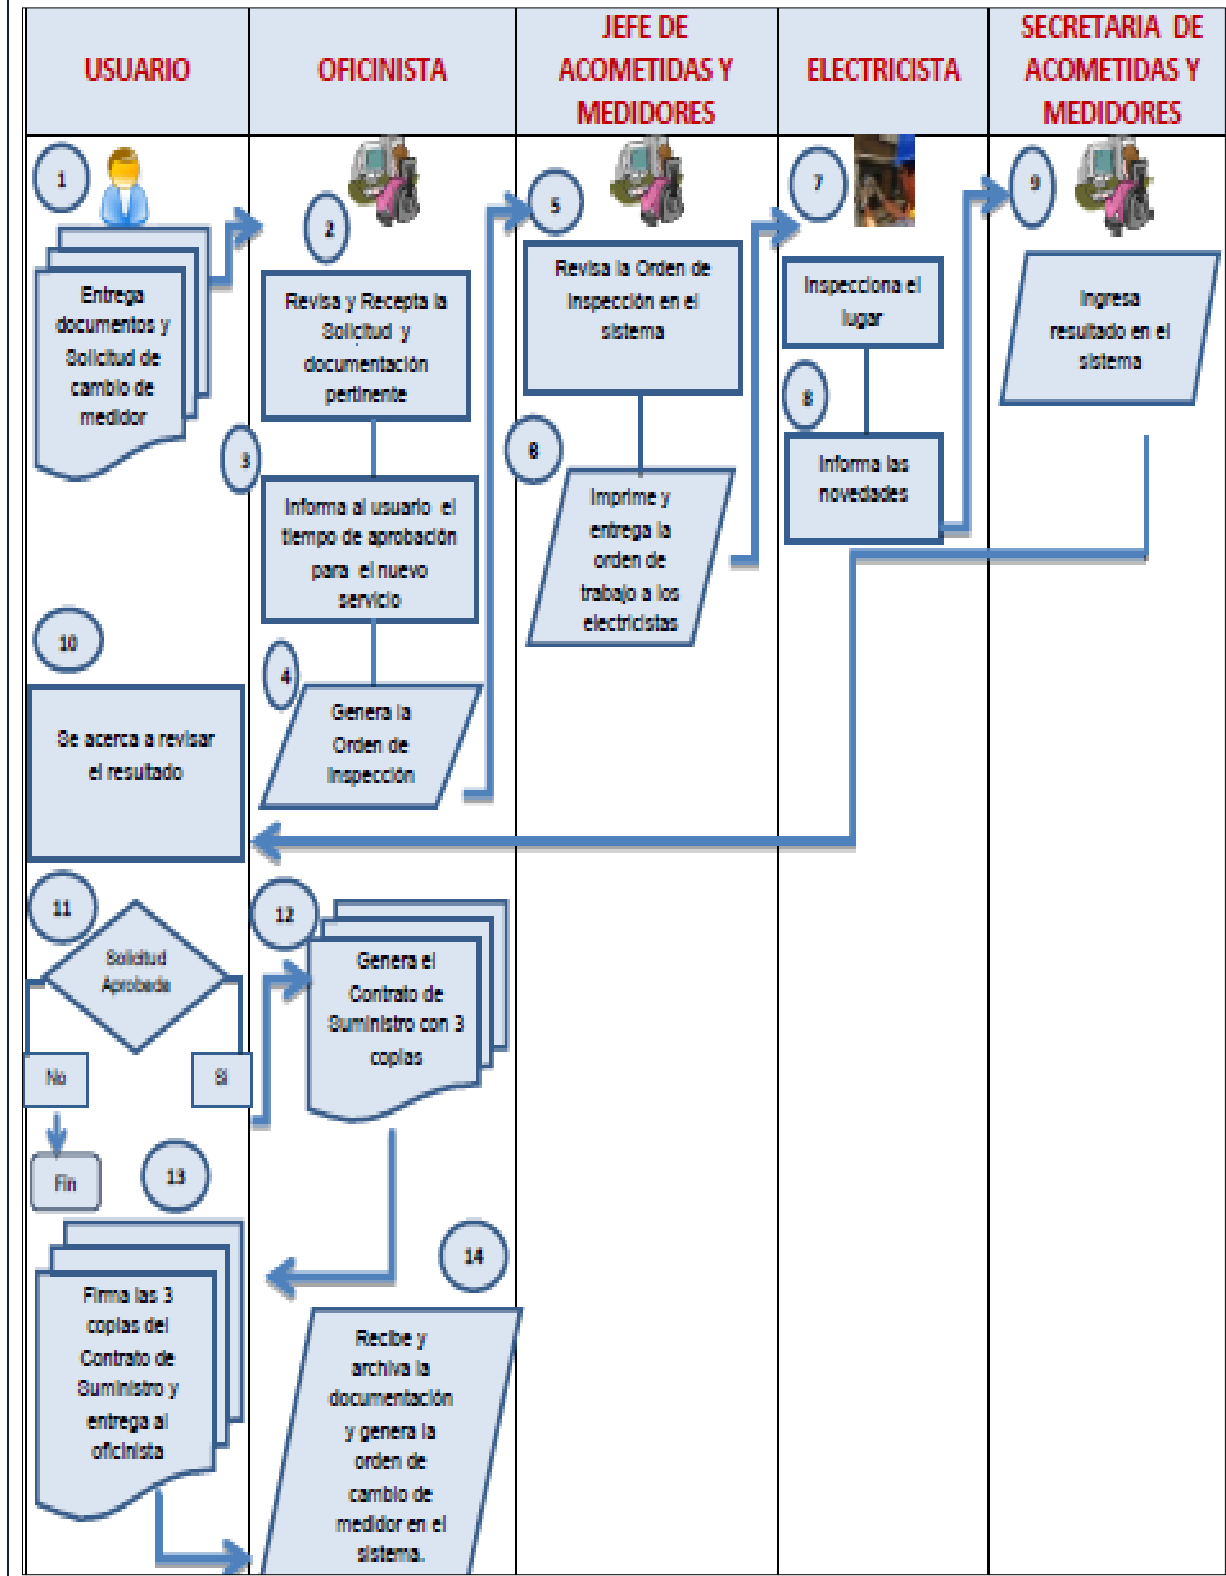 USUARIO
OFICINISTA
JEFE DE
ACOMETIDAS Y
MEDIDORES
ELECTRICISTA
SECRETARIA DE
ACOMETIDAS Y
MEDIDORES
1
Entrega
documentos y
Solicitud de
cambio de
medidor
2
Revisa y Recepta la
Solicitud y
documentación
pertinente
3
Informa al usuario el
tiempo de aprobación
para el nuevo
servicio
4
Genera la
Orden de
Inspección
5
Revisa la Orden de
Inspección en el
sistema
6
Imprime y
entrega la
orden de
trabajo a los
electricistas
7
Inspecciona el
lugar
8
Informa las
novedades
9
Ingresa
resultado en el
sistema
10
Se acerca a revisar
el resultado
11
Solicitud
Aprobada
No
Si
Fin
12
Genera el
Contrato de
Suministro con 3
copias
13
Firma las 3
copias del
Contrato de
Suministro y
entrega al
oficinista
14
Recibe y
archiva la
documentación
y genera la
orden de
cambio de
medidor en el
sistema.